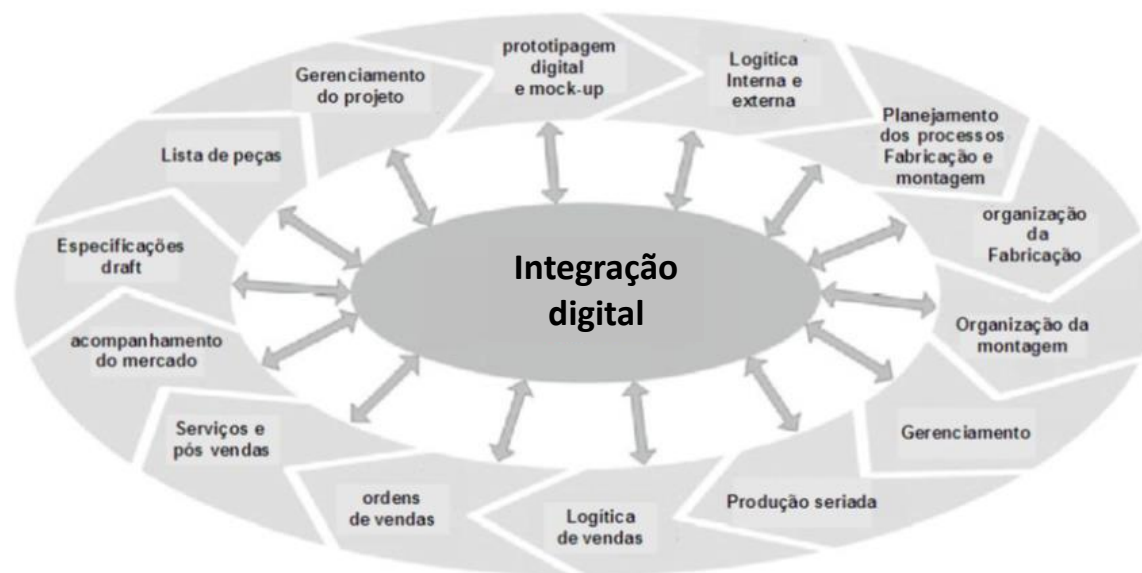 prototipagem
digital
e mock-up
Logítica
Interna e
externa
Planejamento
dos processos
Fabricação e
montagem
organização
da
Fabricação
Organização da
montagem
Gerenciamento
Produção seriada
Logítica
de vendas
ordens
de vendas
Serviços e
pós vendas
acompanhamento
do mercado
Especificações
draft
Lista de peças
Gerenciamento
do projeto
Integração
digital